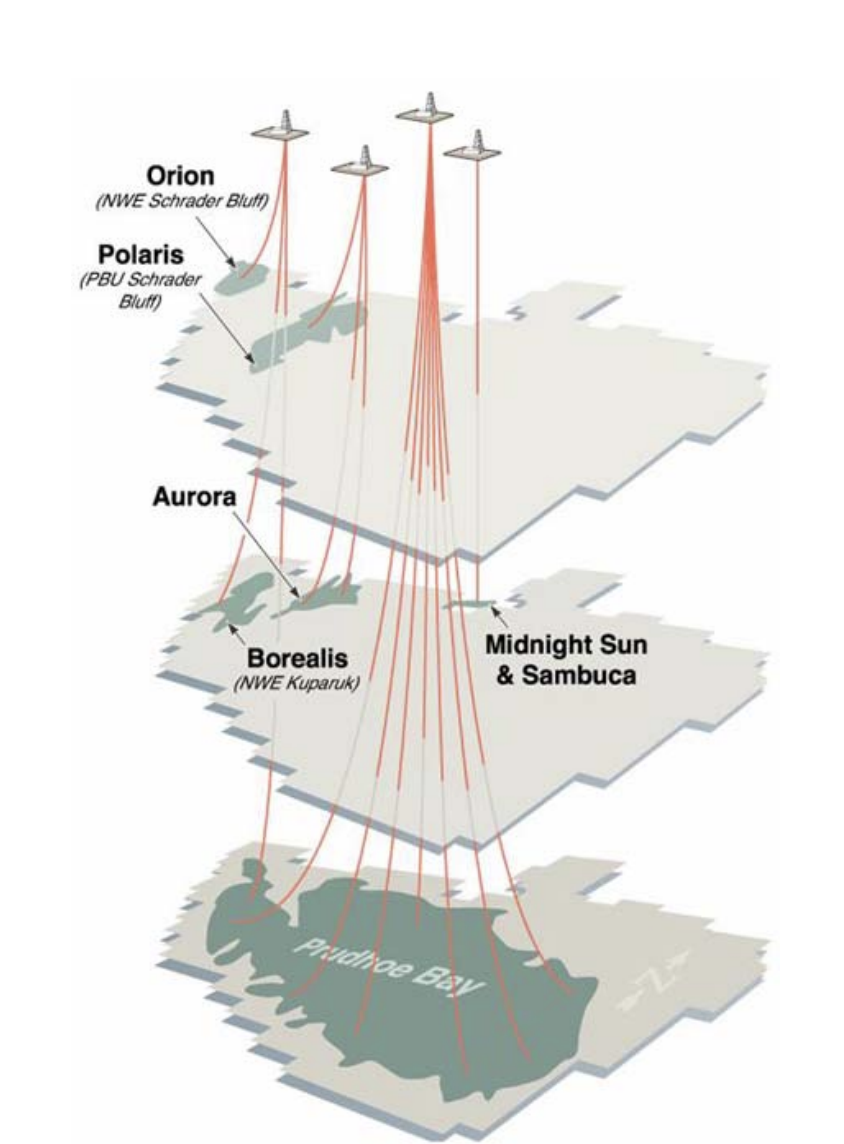 Orion
(NWE Schrader Bluff)
Polaris
(PBU Schrader
Bluff)
Aurora
Midnight Sun
& Sambuca
Borealis
(NWE Kuparuk)
Prudhoe Bay
N